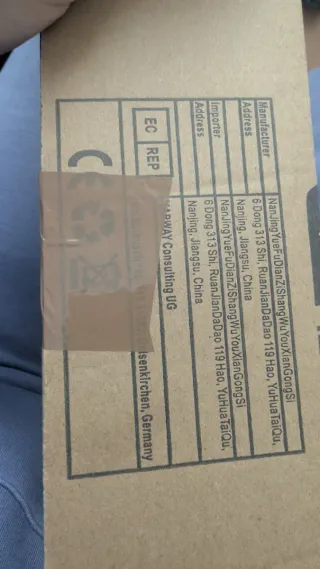 Manufacturer NanJingYueFuDianZiShangWuYouXianGongSi
Address 6 Dong 313 Shi, RuanJianDaDao 119 Hao, YuHuaTaiQu,
Nanjing, Jiangsu, China
Importer NanJingYueFuDianZiShangWuYouXianGongSi
Address 6 Dong 313 Shi, RuanJianDaDao 119 Hao, YuHuaTaiQu,
Nanjing, Jiangsu, China
EC REP Consulting UG
Germany
CE